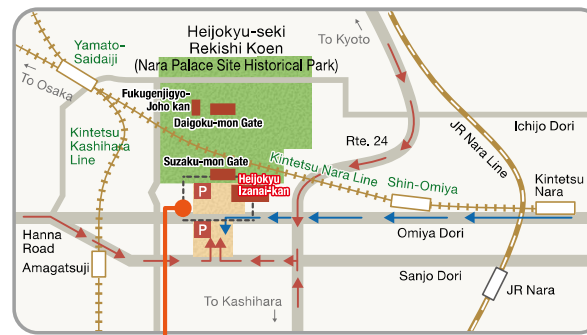 Yamato-
Saidaiji
To Osaka
Heijokyu-seki
Rekishi Koen
(Nara Palace Site Historical Park)
To Kyoto
Fukugenjigyo-
Joho kan
Daigoku-mon Gate
Kintetsu
Kashihara
Line
Suzaku-mon Gate
Rte. 24
JR Nara Line
Ichijo Dori
Kintetsu Nara Line
Shin-Omiya
Heijokyu
Izanai-kan
P
Kintetsu
Nara
P
Omiya Dori
Hanna
Road
Amagatsuji
Sanjo Dori
JR Nara
To Kashihara